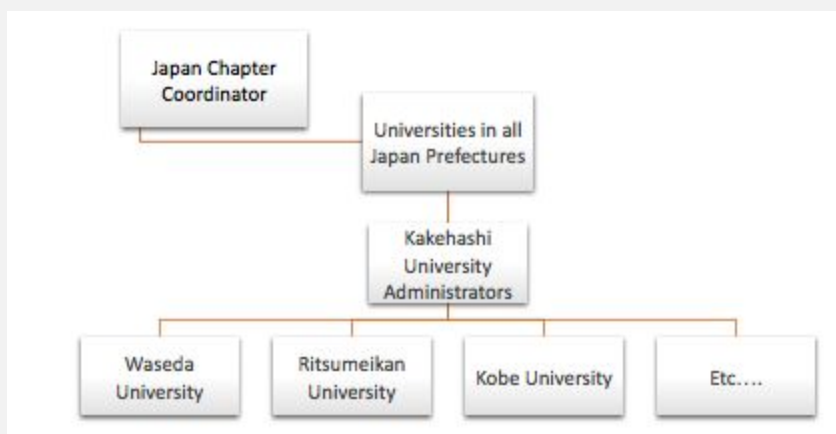 Japan Chapter
Coordinator
Universities in all
Japan Prefectures
Kakehashi
University
Administrators
Waseda
University
Ritsumeikan
University
Kobe University
Etc....